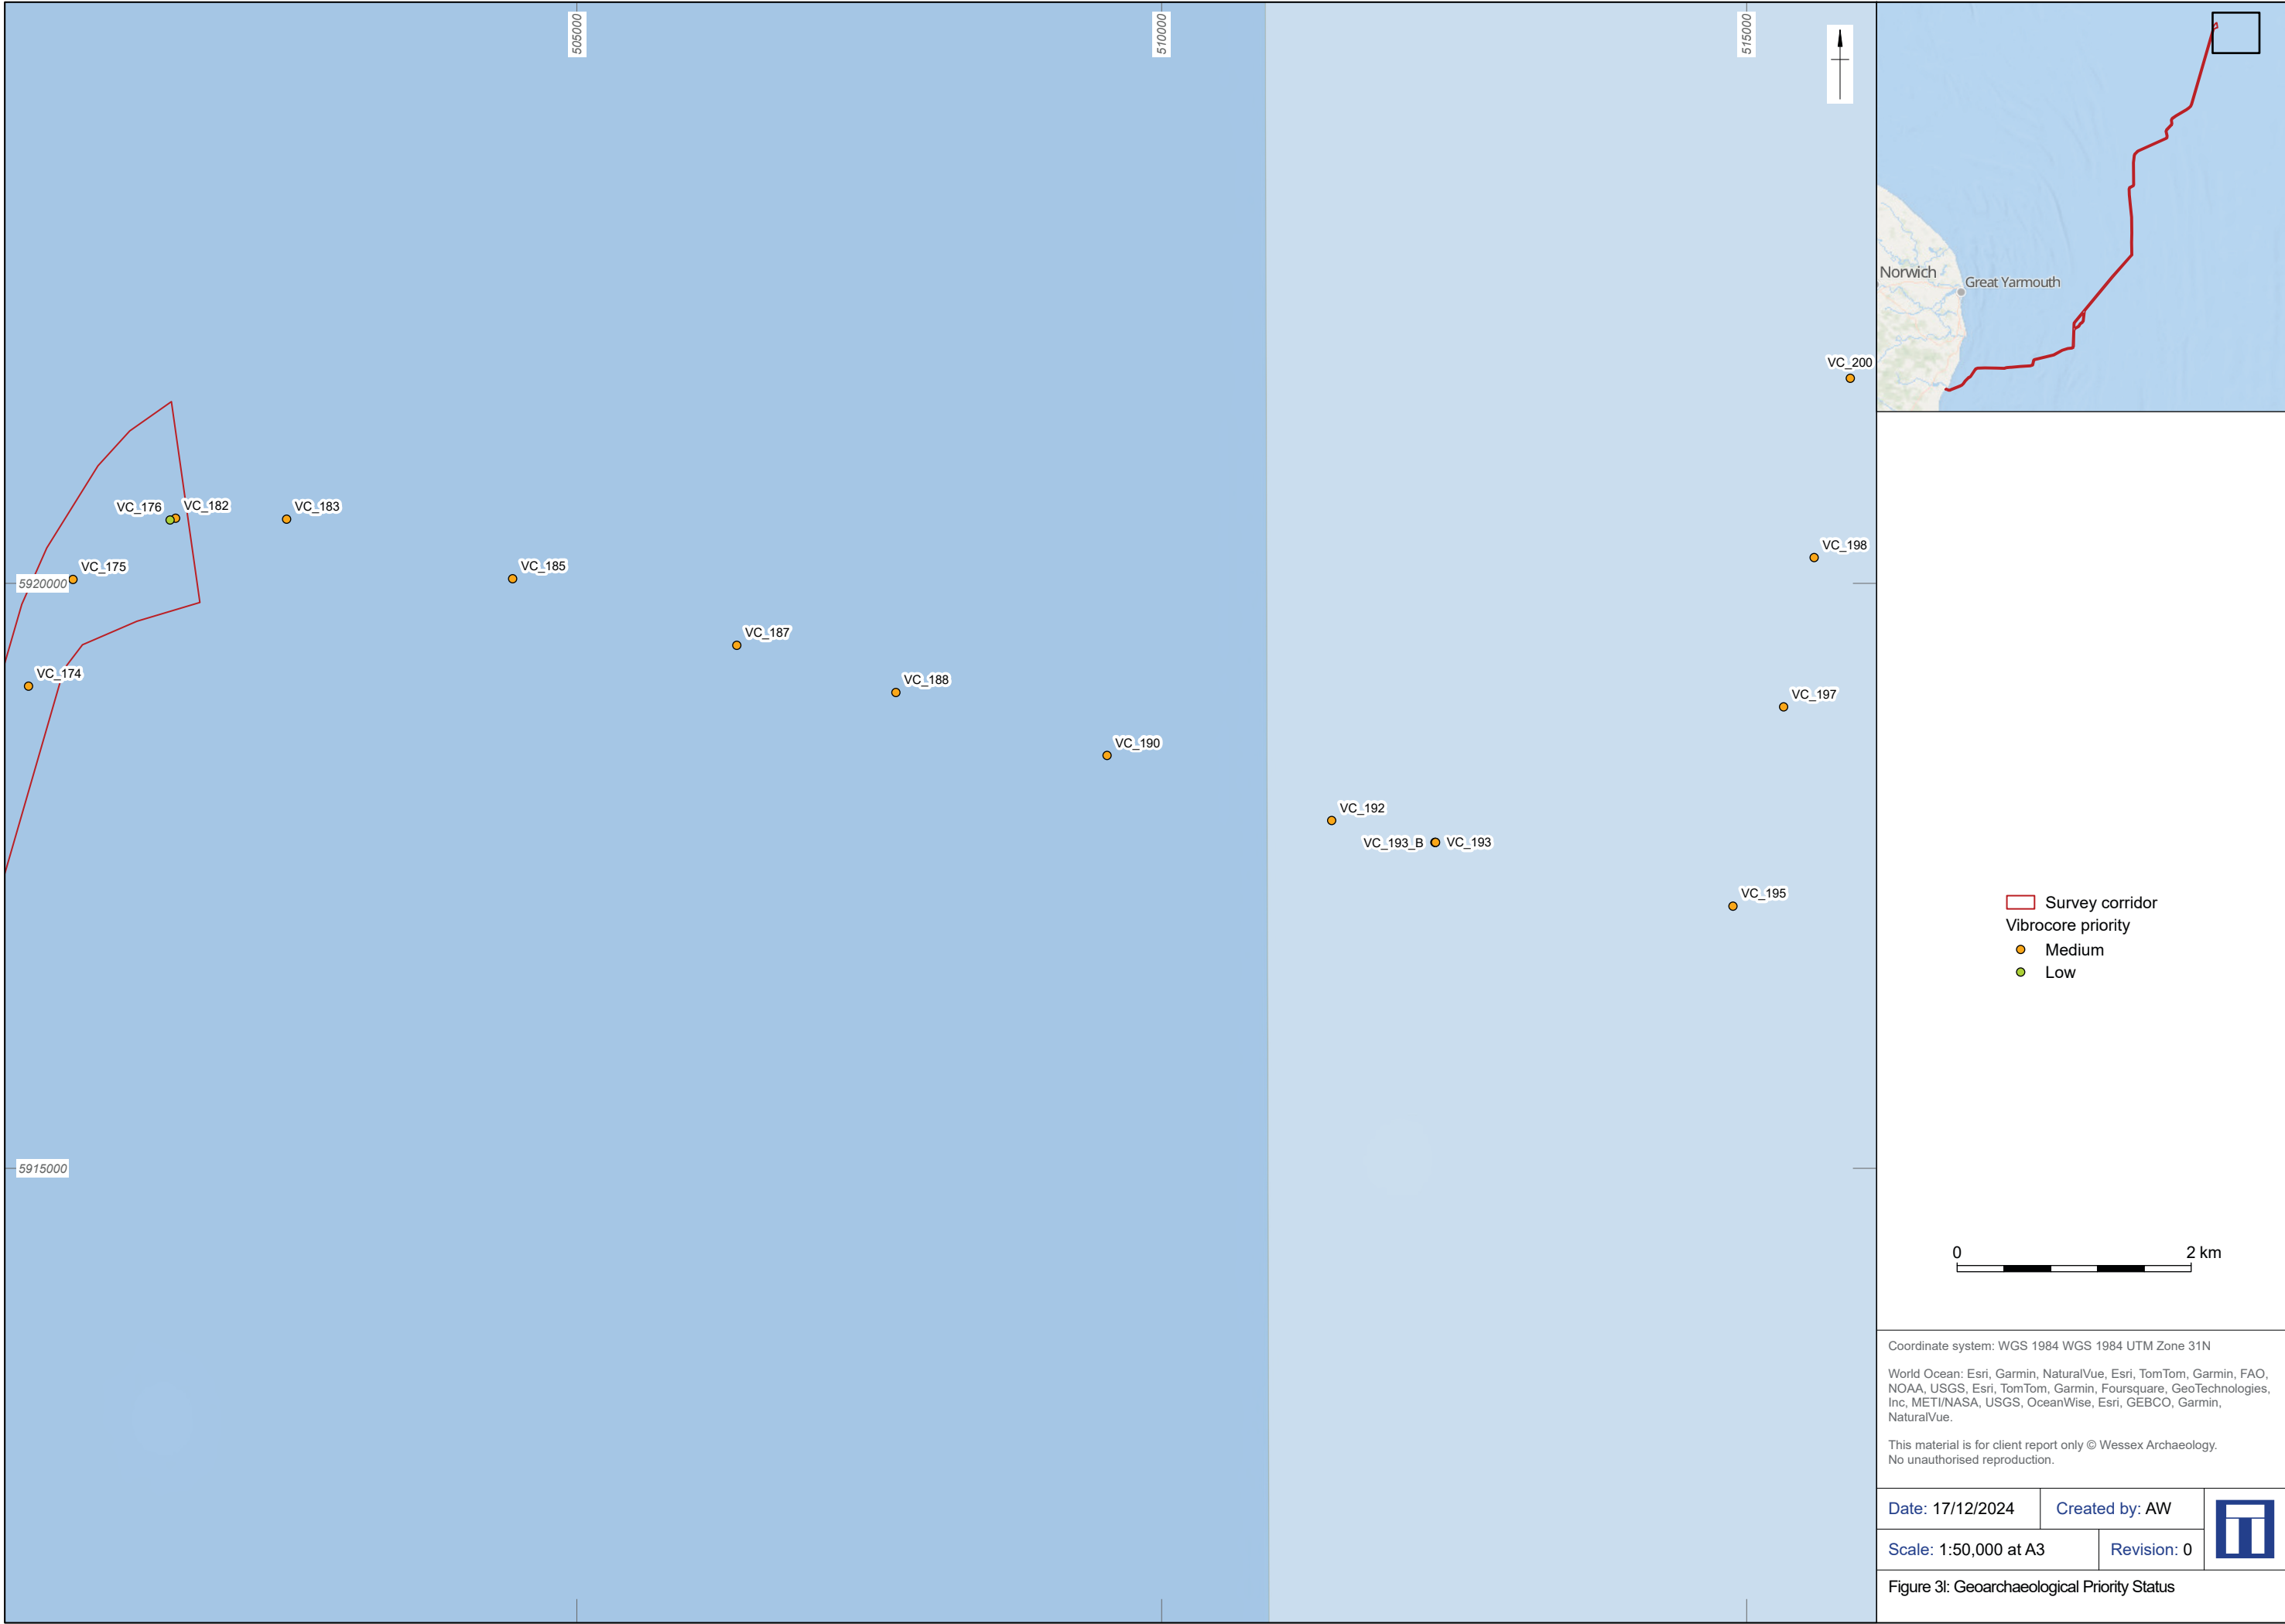 505000
510000
515000
VC_200
VC_176
VC_182
VC_183
VC_198
VC_175
VC_185
5920000
VC_187
VC_174
VC_188
VC_197
VC_190
VC_192
VC_193_B
VC_193
VC_195
5915000
Norwich
Great Yarmouth
Survey corridor
Vibrocore priority
Medium
Low
0 2 km
Coordinate system: WGS 1984 WGS 1984 UTM Zone 31N
World Ocean: Esri, Garmin, NaturalVue, Esri, TomTom, Garmin, FAO,
NOAA, USGS, Esri, TomTom, Garmin, Foursquare, GeoTechnologies,
Inc, METI/NASA, USGS, OceanWise, Esri, GEBCO, Garmin,
NaturalVue.
This material is for client report only © Wessex Archaeology.
No unauthorised reproduction.
Date: 17/12/2024
Created by: AW
Scale: 1:50,000 at A3
Revision: 0
Figure 3l: Geoarchaeological Priority Status